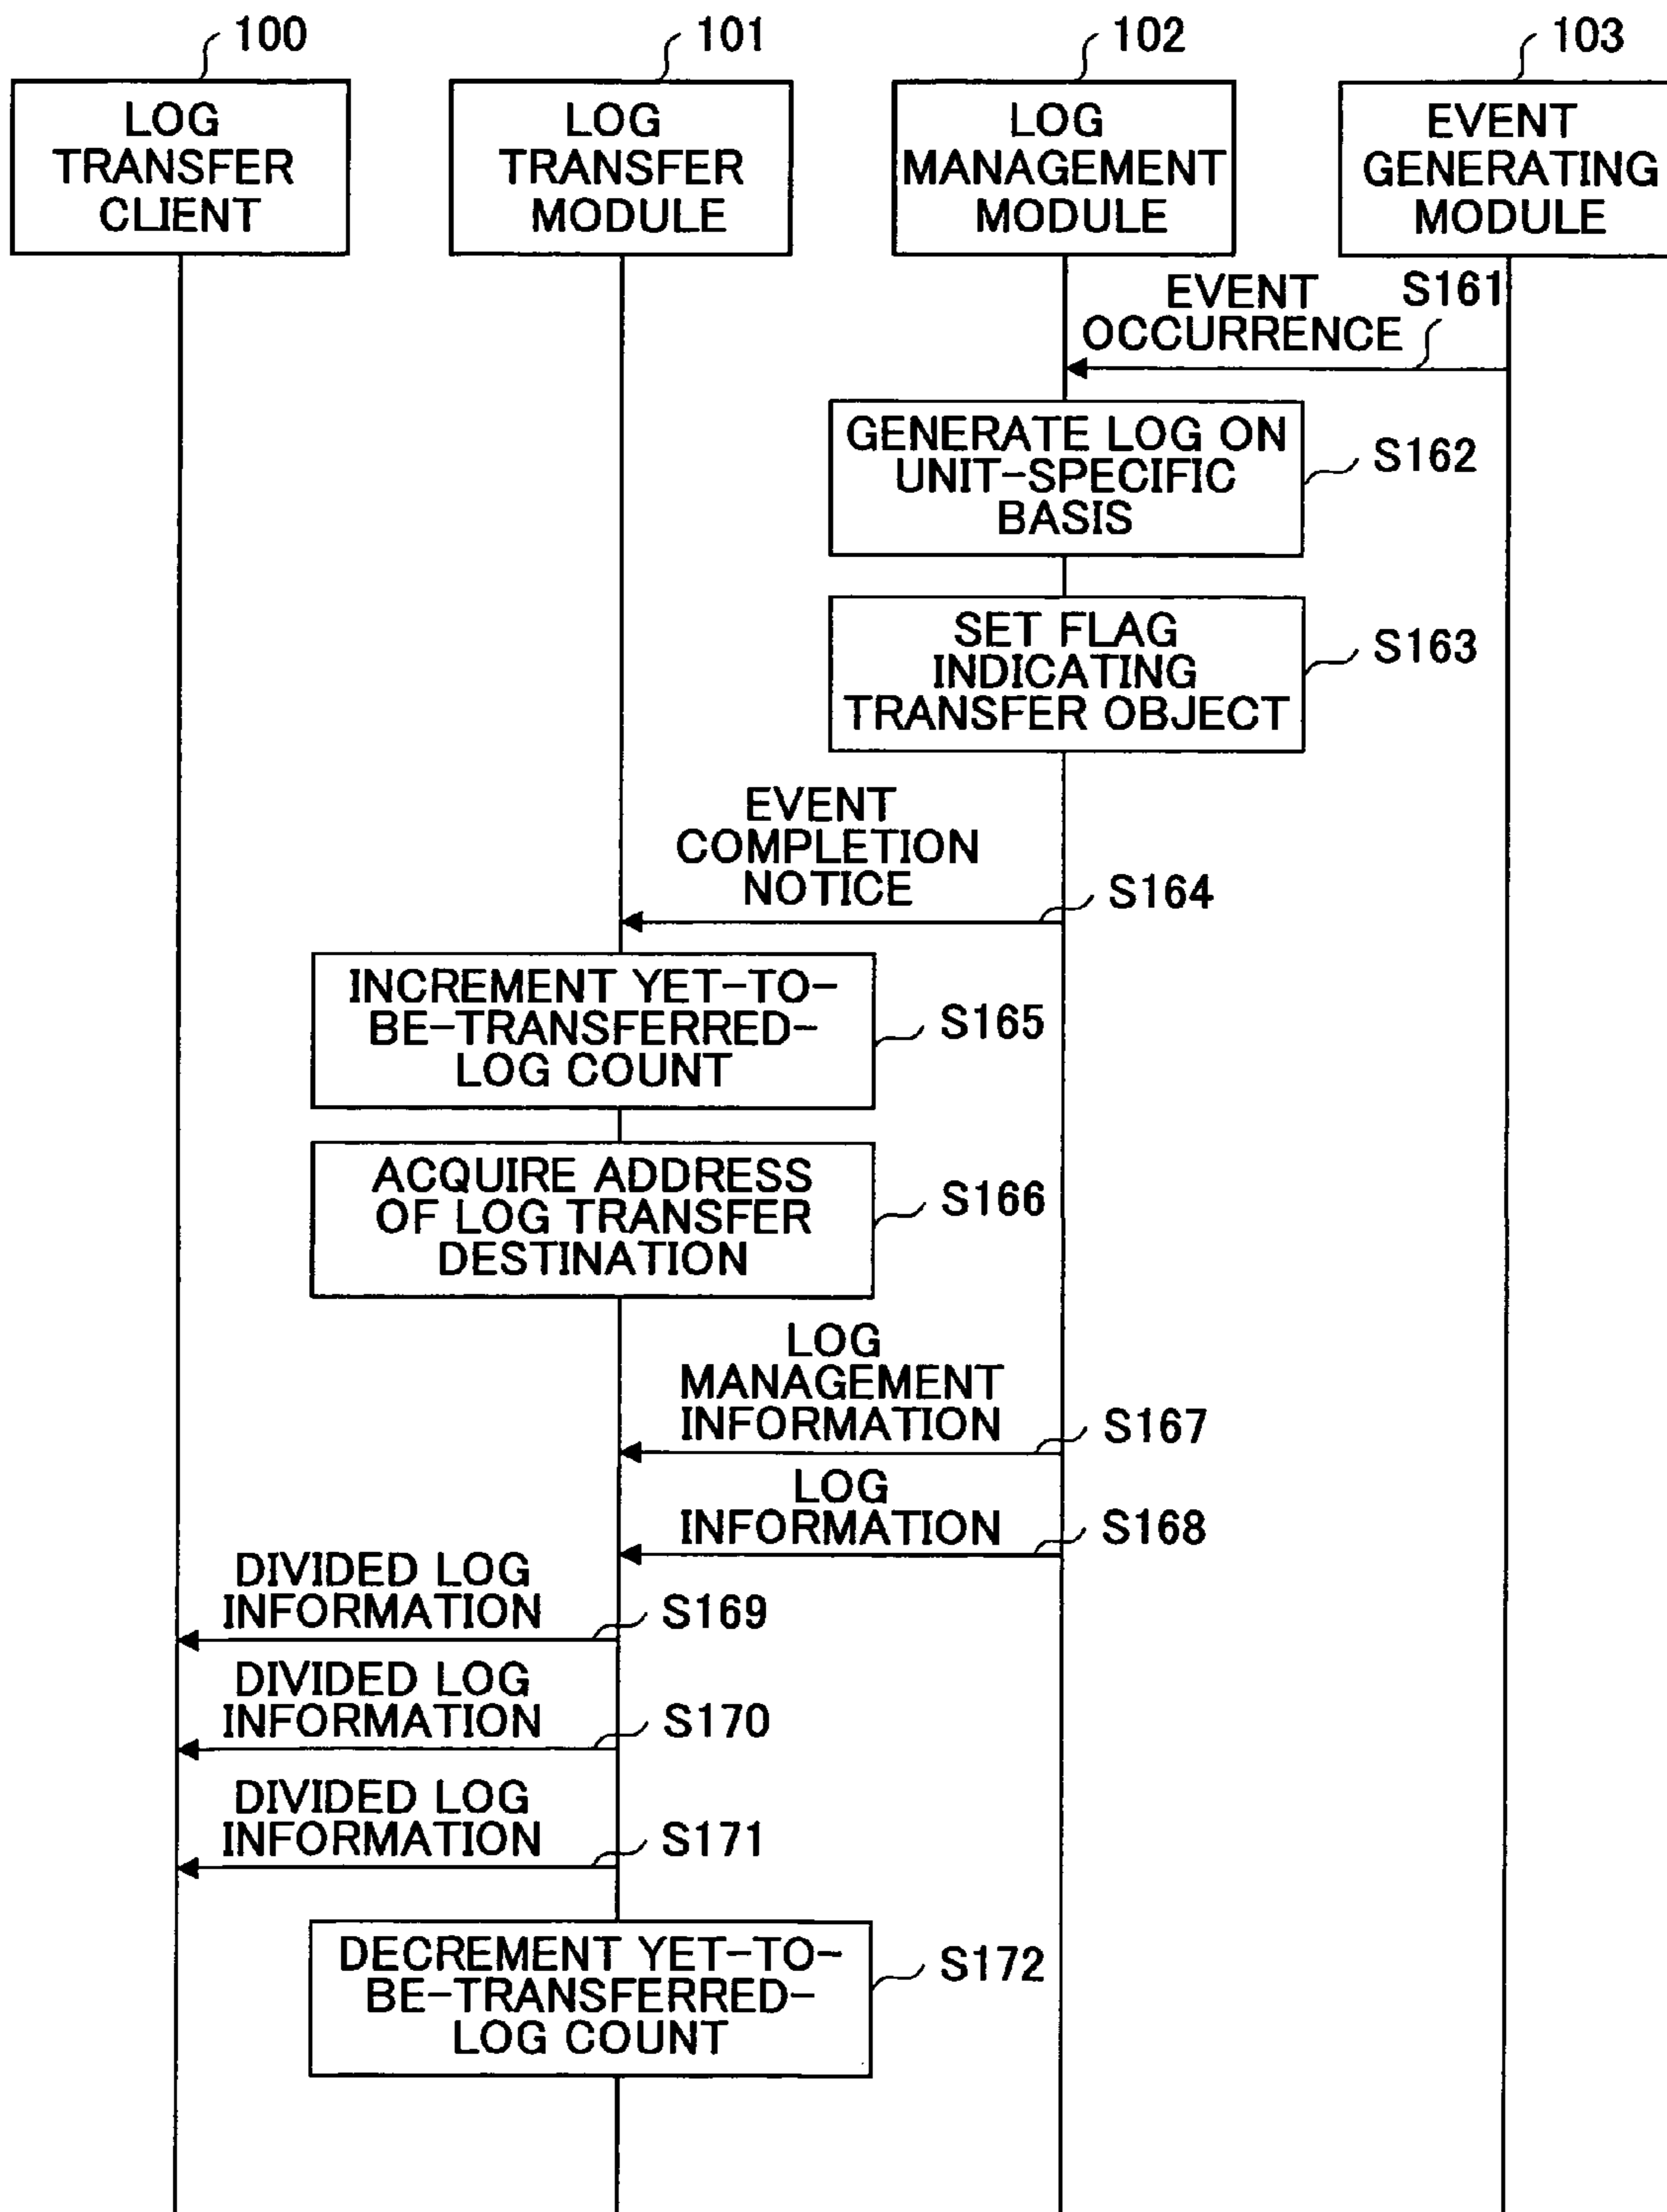 100
101
102
103
LOG
TRANSFER
CLIENT
LOG
TRANSFER
MODULE
LOG
MANAGEMENT
MODULE
EVENT
GENERATING
MODULE
EVENT
OCCURRENCE
S161
GENERATE LOG ON
UNIT-SPECIFIC
BASIS
S162
SET FLAG
INDICATING
TRANSFER OBJECT
S163
EVENT
COMPLETION
NOTICE
S164
INCREMENT YET-TO-
BE-TRANSFERRED-
LOG COUNT
S165
ACQUIRE ADDRESS
OF LOG TRANSFER
DESTINATION
S166
LOG
MANAGEMENT
INFORMATION
S167
LOG
INFORMATION
S168
DIVIDED LOG
INFORMATION
S169
DIVIDED LOG
INFORMATION
S170
DIVIDED LOG
INFORMATION
S171
DECREMENT YET-TO-
BE-TRANSFERRED-
LOG COUNT
S172